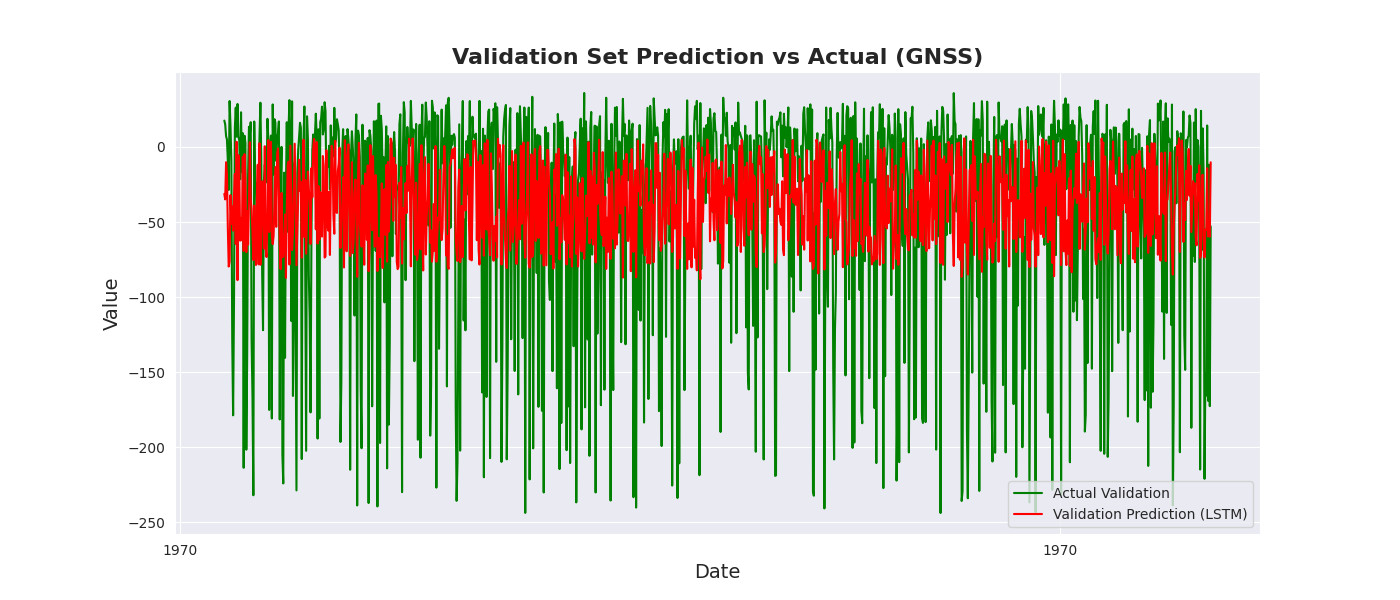 Validation Set Prediction vs Actual (GNSS)
Value
0
−50
−100
−150
−200
−250
1970
1970
Date
Actual Validation
Validation Prediction (LSTM)